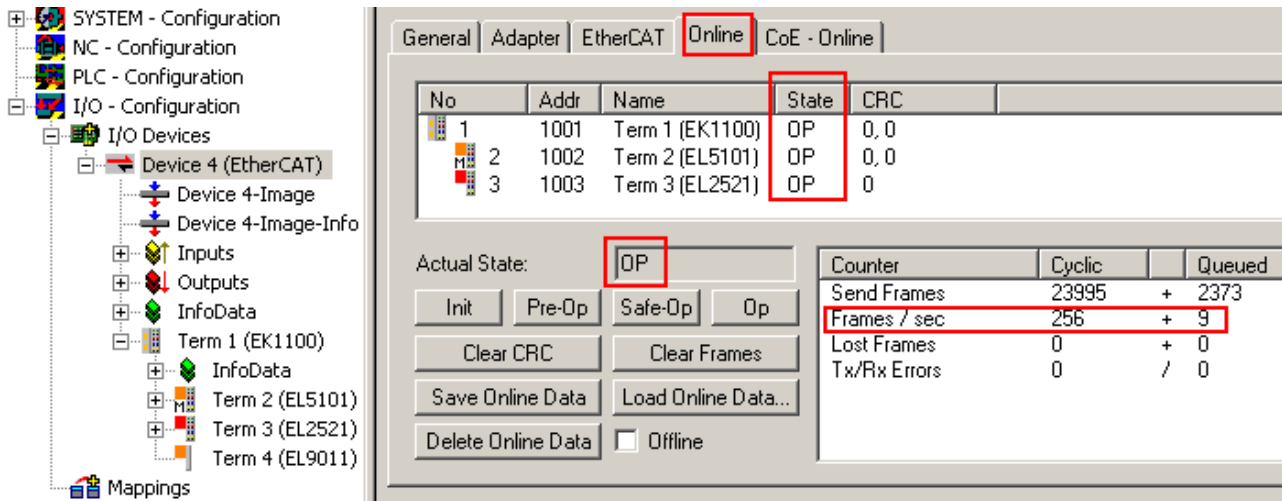 SYSTEM - Configuration
NC - Configuration
PLC - Configuration
I/O - Configuration
I/O Devices
Device 4 (EtherCAT)
Device 4-Image
Device 4-Image-Info
Inputs
Outputs
InfoData
Term 1 (EK1100)
InfoData
M Term 2 (EL5101)
Term 3 (EL2521)
Term 4 (EL9011)
Mappings
General Adapter EtherCAT Online CoE - Online
No Addr Name State CRC
1 1001 Term 1 (EK1100) OP 0, 0
M 2 1002 Term 2 (EL5101) OP 0, 0
3 1003 Term 3 (EL2521) OP 0
Actual State: OP
Init Pre-Op Safe-Op Op
Clear CRC Clear Frames
Save Online Data Load Online Data...
Delete Online Data Offline
Counter Cyclic Queued
Send Frames 23995 + 2373
Frames / sec 256 + 9
Lost Frames 0 + 0
Tx/Rx Errors 0 / 0